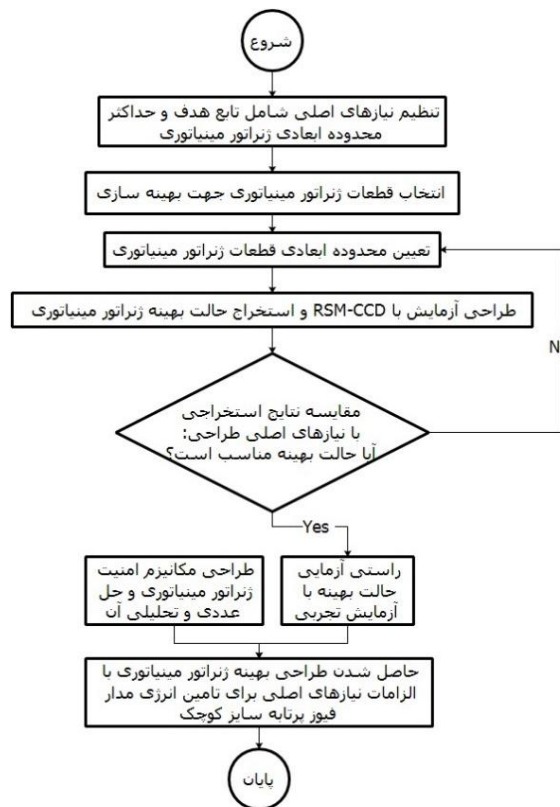 شروع
تنظیم نیازهای اصلی شامل تابع هدف و حداکثر
محدوده ابعادی ژنراتور مینیاتوری
انتخاب قطعات ژنراتور مینیاتوری جهت بهینه سازی
تعیین محدوده ابعادی قطعات ژنراتور مینیاتوری
طراحی آزمایش با RSM-CCD و استخراج حالت بهینه ژنراتور مینیاتوری
N
مقایسه نتایج استخراجی
با نیازهای اصلی طراحی:
آیا حالت بهینه مناسب است؟
Yes
راستی آزمایی
حالت بهینه با
آزمایش تجربی
طراحی مکانیزم امنیت
ژنراتور مینیاتوری و حل
عددی و تحلیلی آن
حاصل شدن طراحی بهینه ژنراتور مینیاتوری با
الزامات نیازهای اصلی برای تامین انرژی مدار
فیوز پرتابه سایز کوچک
پایان